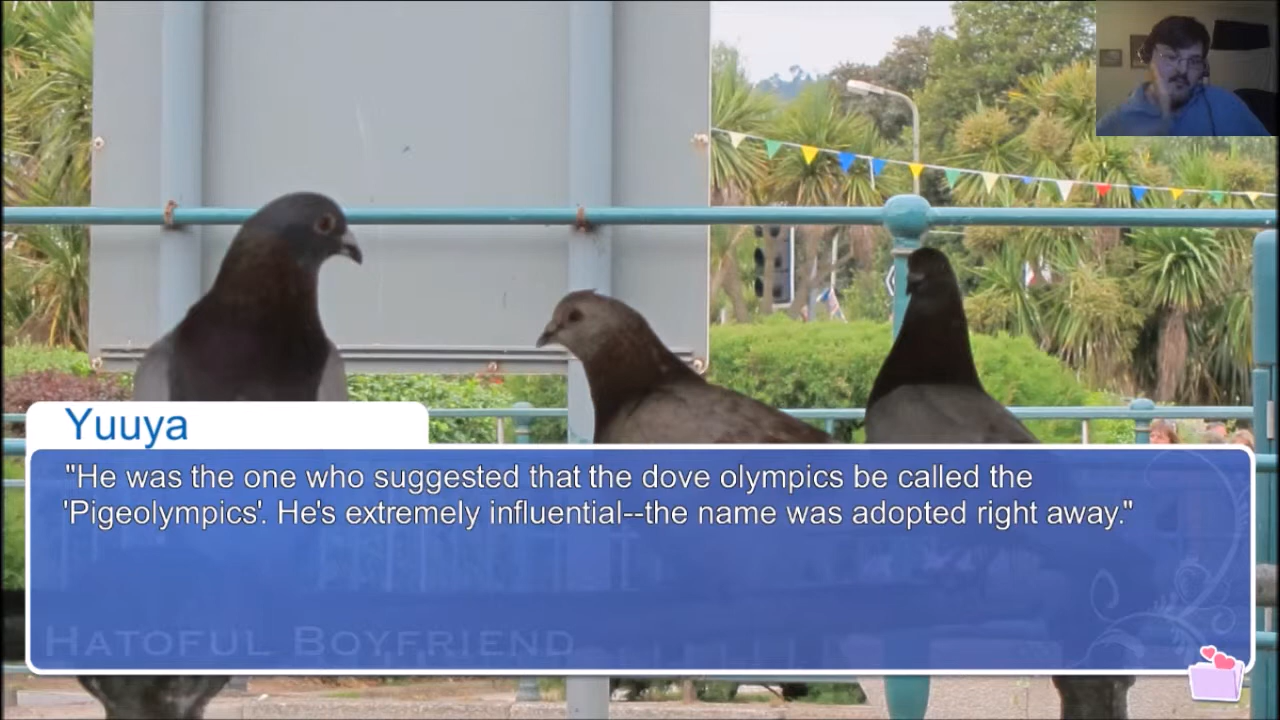 Yuuya
"He was the one who suggested that the dove olympics be called the
'Pigeolympics'. He's extremely influential--the name was adopted right away."
HATOFUL BOYFRIEND